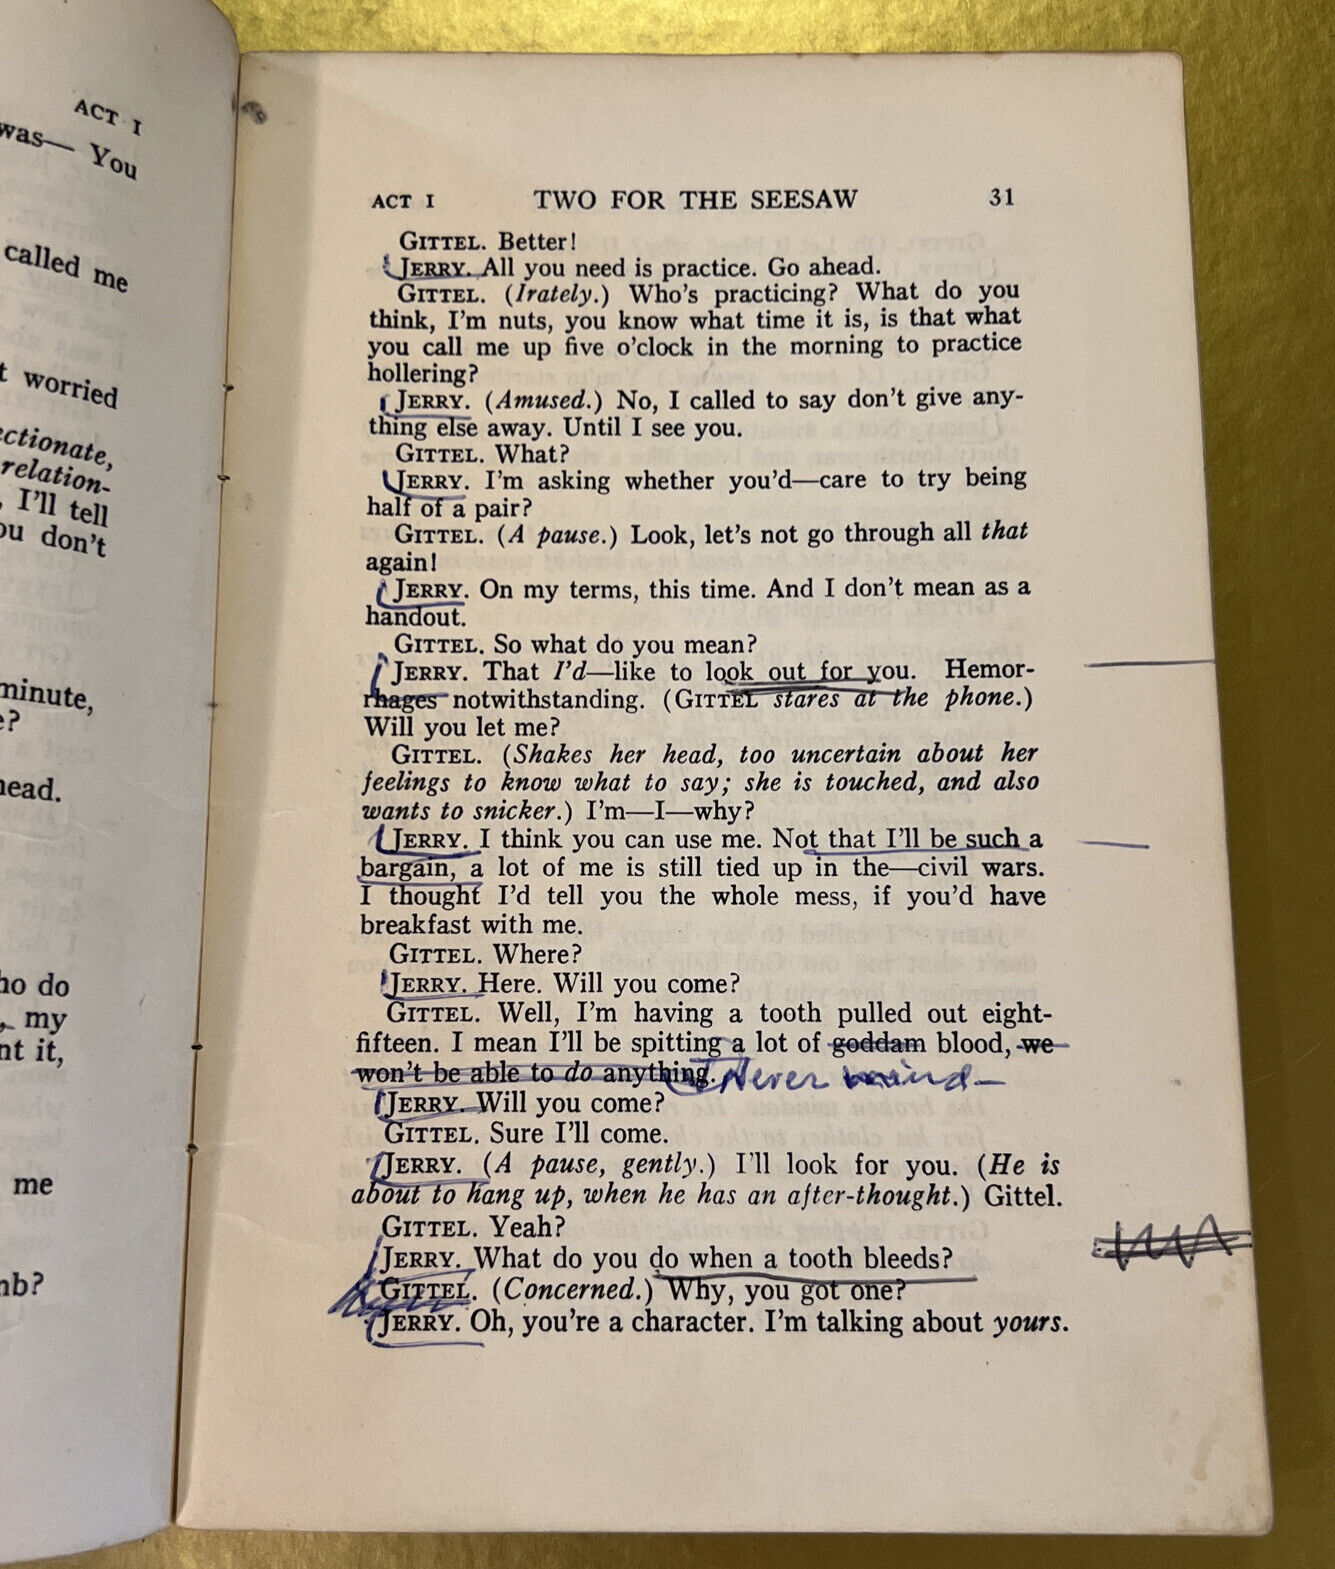 ACT I
was— You
called me
worried
ectionate,
relation-
, I'll tell
ou don't
minute,
e?
head.
ho do
, my
nt it,
me
mb?
ACT I TWO FOR THE SEESAW 31
GITTEL. Better!
JERRY. All you need is practice. Go ahead.
GITTEL. (Irately.) Who's practicing? What do you
think, I'm nuts, you know what time it is, is that what
you call me up five o'clock in the morning to practice
hollering?
JERRY. (Amused.) No, I called to say don't give any-
thing else away. Until I see you.
GITTEL. What?
JERRY. I'm asking whether you'd—care to try being
half of a pair?
GITTEL. (A pause.) Look, let's not go through all that
again!
JERRY. On my terms, this time. And I don't mean as a
handout.
GITTEL. So what do you mean?
JERRY. That I'd—like to look out for you. Hemor-
rhages notwithstanding. (GITTEL stares at the phone.)
Will you let me?
GITTEL. (Shakes her head, too uncertain about her
feelings to know what to say; she is touched, and also
wants to snicker.) I'm—I—why?
JERRY. I think you can use me. Not that I'll be such a
bargain, a lot of me is still tied up in the—civil wars.
I thought I'd tell you the whole mess, if you'd have
breakfast with me.
GITTEL. Where?
JERRY. Here. Will you come?
GITTEL. Well, I'm having a tooth pulled out eight-
fifteen. I mean I'll be spitting a lot of goddam blood, we
won't be able to do anything. Never mind—
JERRY. Will you come?
GITTEL. Sure I'll come.
JERRY. (A pause, gently.) I'll look for you. (He is
about to hang up, when he has an after-thought.) Gittel.
GITTEL. Yeah?
JERRY. What do you do when a tooth bleeds?
GITTEL. (Concerned.) Why, you got one?
JERRY. Oh, you're a character. I'm talking about yours.